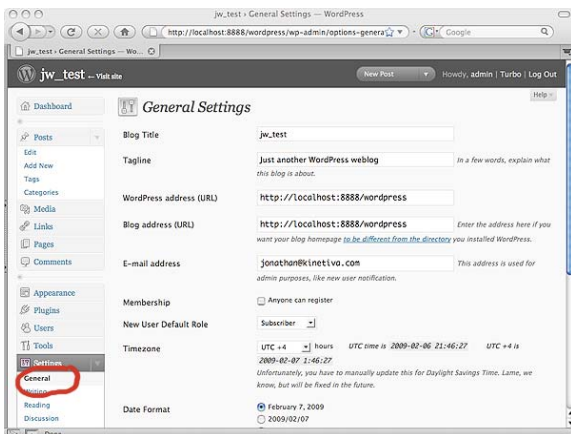 jw_test › General Settings — WordPress
http://localhost:8888/wordpress/wp-admin/options-genera
Google
jw_test › General Settings — Wo...
jw_test – Visit site
New Post
Howdy, admin | Turbo | Log Out
Help
Dashboard
Posts
Edit
Add New
Tags
Categories
Media
Links
Pages
Comments
Appearance
Plugins
Users
Tools
Settings
General
Writing
Reading
Discussion
General Settings
Blog Title
jw_test
Tagline
Just another WordPress weblog
In a few words, explain what
this blog is about.
WordPress address (URL)
http://localhost:8888/wordpress
Blog address (URL)
http://localhost:8888/wordpress
Enter the address here if you
want your blog homepage to be different from the directory you installed WordPress.
E-mail address
jonathan@kinetiva.com
This address is used for
admin purposes, like new user notification.
Membership
Anyone can register
New User Default Role
Subscriber
Timezone
UTC +4 hours UTC time is 2009-02-06 21:46:27 UTC +4 is
2009-02-07 1:46:27
Unfortunately, you have to manually update this for Daylight Savings Time. Lame, we
know, but will be fixed in the future.
Date Format
February 7, 2009
2009/02/07
Done